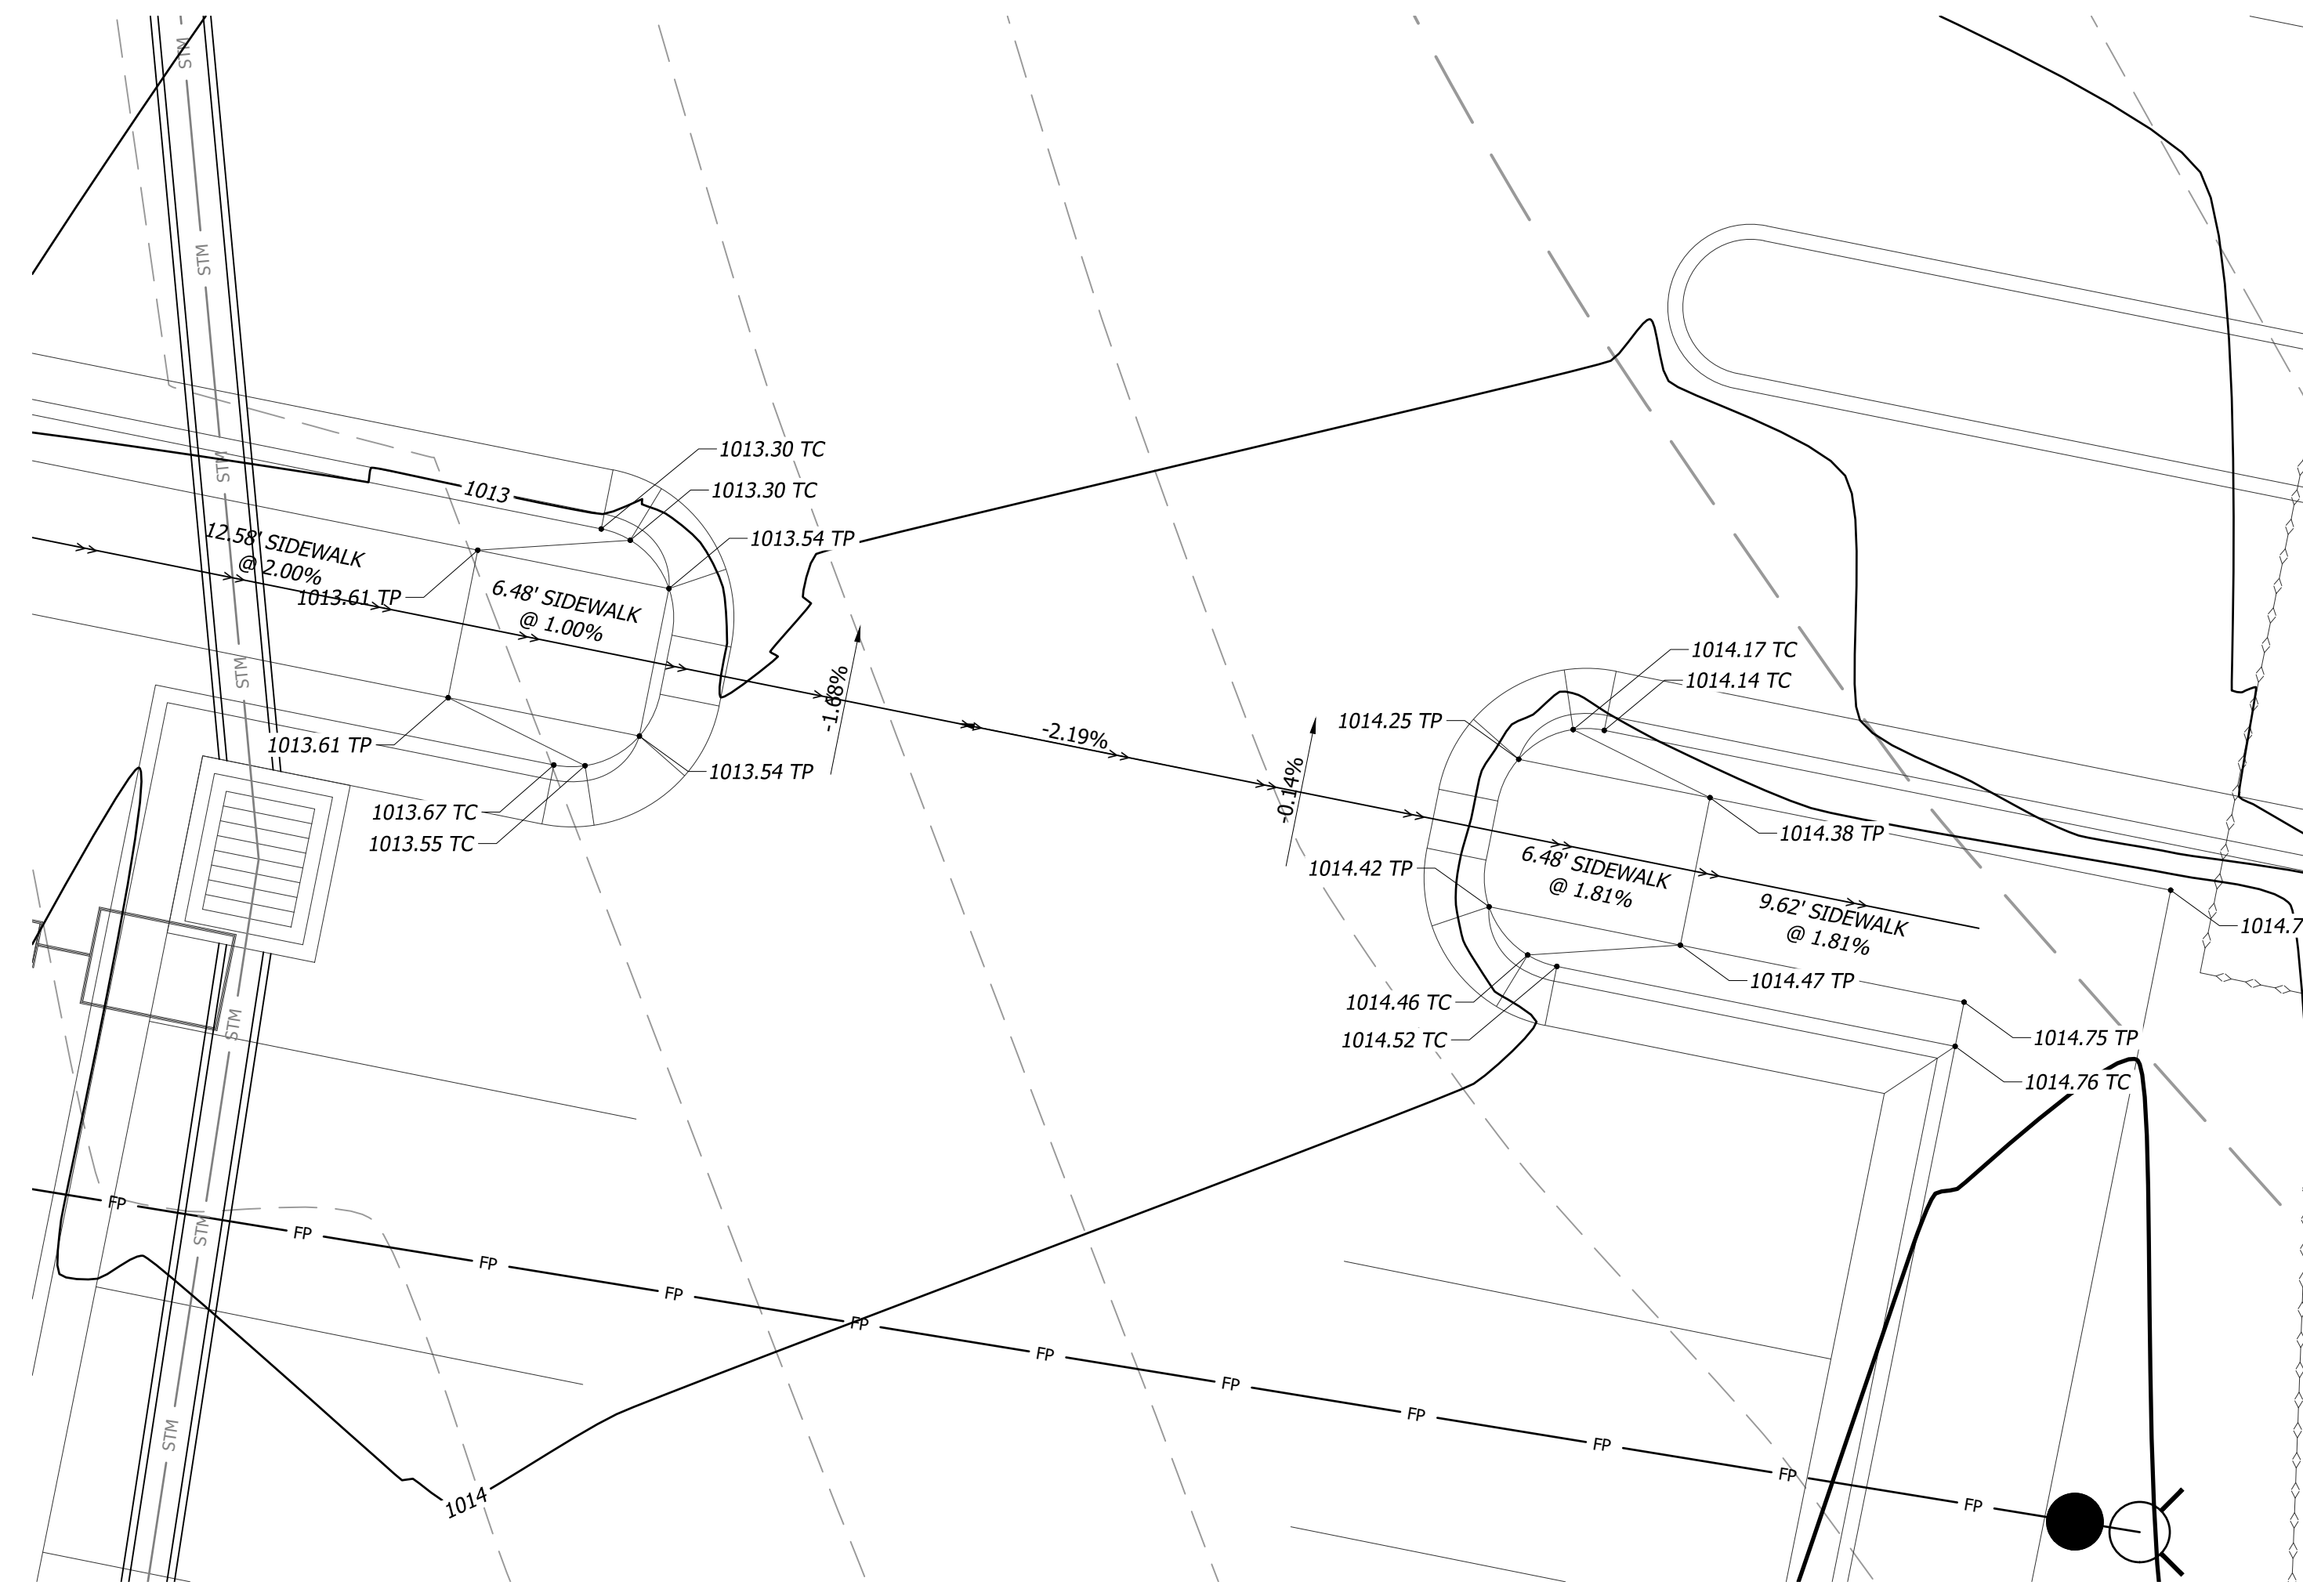 STM
STM
1013.30 TC
STM
1013
1013.30 TC
12.58' SIDEWALK
@ 2.00%
1013.54 TP
1013.61 TP
6.48' SIDEWALK
@ 1.00%
STM
-1.68%
1014.17 TC
1014.14 TC
1014.25 TP
-2.19%
1013.61 TP
1013.54 TP
-0.14%
1013.67 TC
1013.55 TC
1014.38 TP
1014.42 TP
6.48' SIDEWALK
@ 1.81%
9.62' SIDEWALK
@ 1.81%
1014.7
1014.47 TP
1014.46 TC
STM
1014.52 TC
1014.75 TP
1014.76 TC
FP
STM
FP
FP
FP
FP
FP
FP
FP
FP
FP
FP
STM
1014